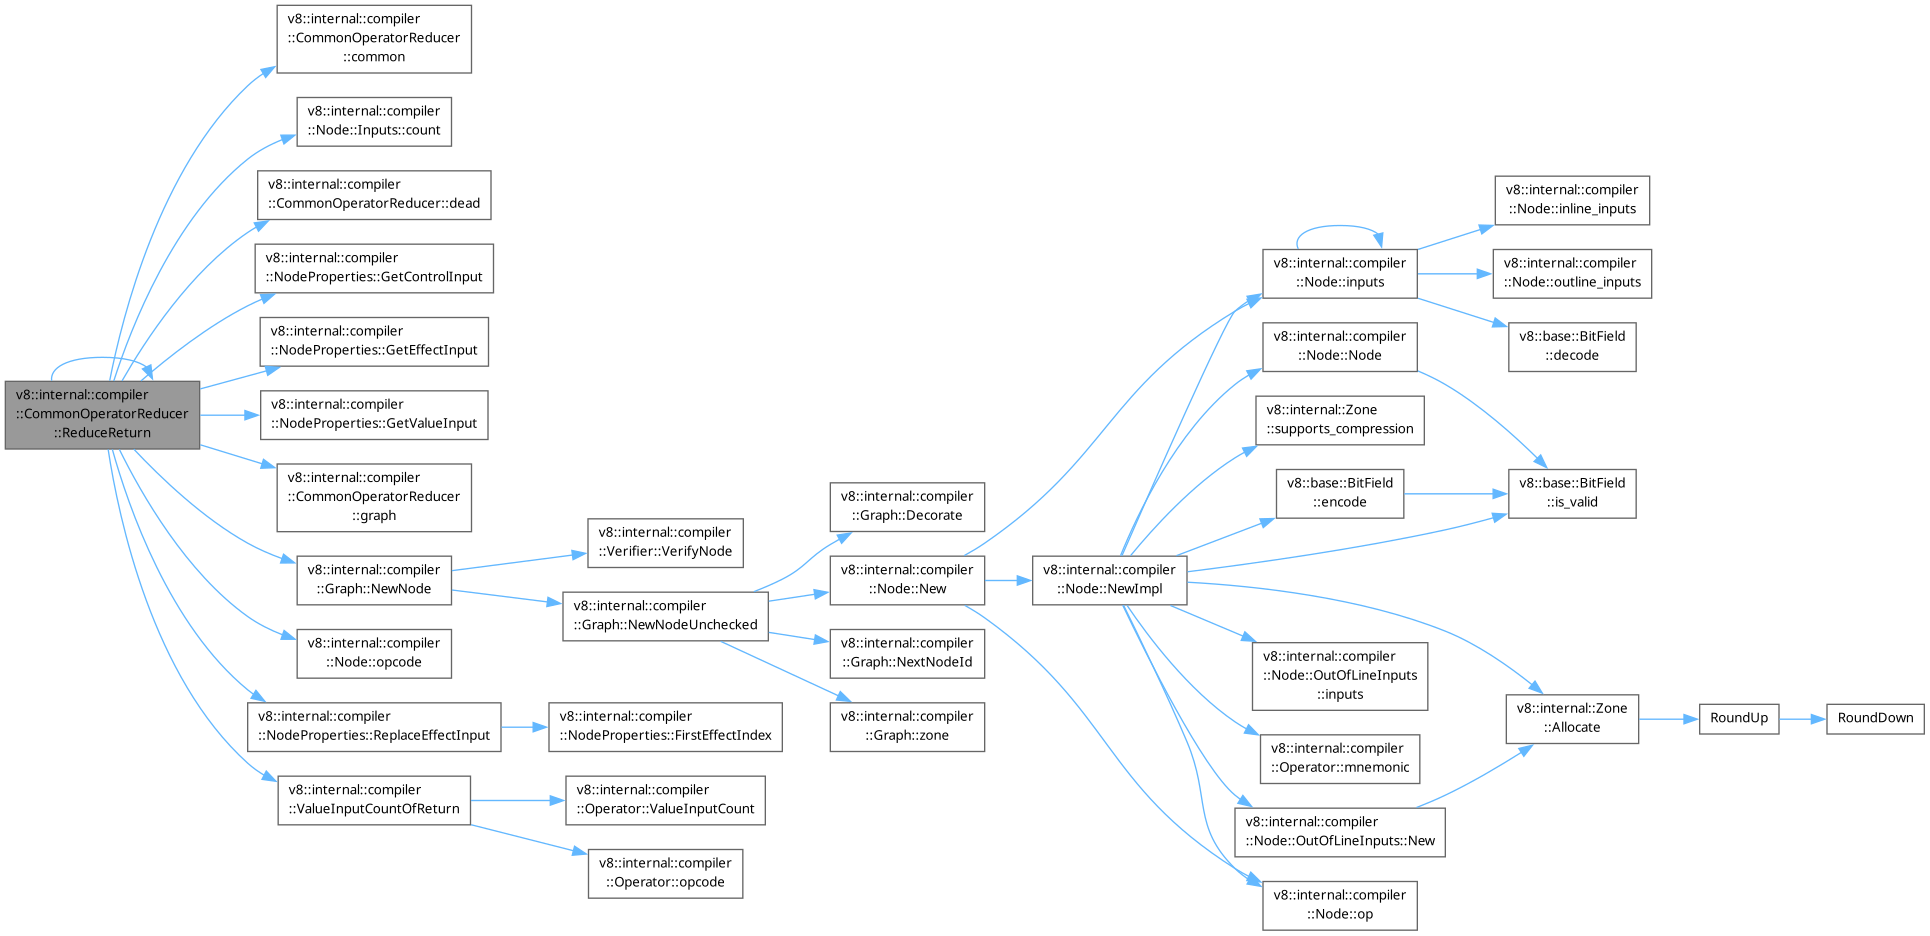 v8::internal::compiler
::CommonOperatorReducer
::ReduceReturn
v8::internal::compiler
::CommonOperatorReducer
::common
v8::internal::compiler
::Node::Inputs::count
v8::internal::compiler
::CommonOperatorReducer::dead
v8::internal::compiler
::NodeProperties::GetControlInput
v8::internal::compiler
::NodeProperties::GetEffectInput
v8::internal::compiler
::NodeProperties::GetValueInput
v8::internal::compiler
::CommonOperatorReducer
::graph
v8::internal::compiler
::Graph::NewNode
v8::internal::compiler
::Node::opcode
v8::internal::compiler
::NodeProperties::ReplaceEffectInput
v8::internal::compiler
::ValueInputCountOfReturn
v8::internal::compiler
::Verifier::VerifyNode
v8::internal::compiler
::Graph::NewNodeUnchecked
v8::internal::compiler
::NodeProperties::FirstEffectIndex
v8::internal::compiler
::Operator::ValueInputCount
v8::internal::compiler
::Operator::opcode
v8::internal::compiler
::Graph::Decorate
v8::internal::compiler
::Node::New
v8::internal::compiler
::Graph::NextNodeId
v8::internal::compiler
::Graph::zone
v8::internal::compiler
::Node::NewImpl
v8::internal::compiler
::Node::inputs
v8::internal::compiler
::Node::Node
v8::internal::Zone
::supports_compression
v8::base::BitField
::encode
v8::internal::compiler
::Node::OutOfLineInputs
::inputs
v8::internal::compiler
::Operator::mnemonic
v8::internal::compiler
::Node::OutOfLineInputs::New
v8::internal::compiler
::Node::op
v8::internal::compiler
::Node::inline_inputs
v8::internal::compiler
::Node::outline_inputs
v8::base::BitField
::decode
v8::base::BitField
::is_valid
v8::internal::Zone
::Allocate
RoundUp
RoundDown